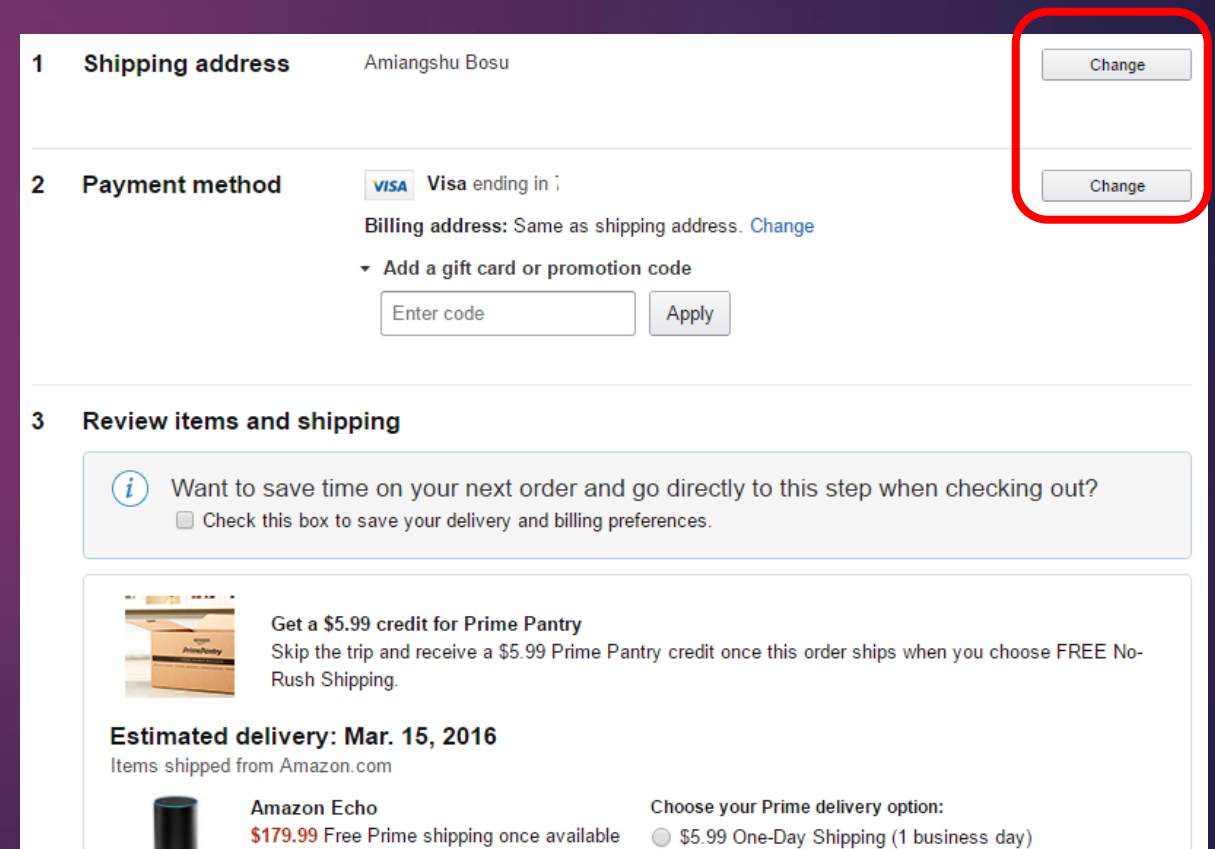 1 Shipping address Amiangshu Bosu Change
2 Payment method VISA Visa ending in Change
Billing address: Same as shipping address. Change
Add a gift card or promotion code
Enter code Apply
3 Review items and shipping
i Want to save time on your next order and go directly to this step when checking out?
Check this box to save your delivery and billing preferences.
Get a $5.99 credit for Prime Pantry
Skip the trip and receive a $5.99 Prime Pantry credit once this order ships when you choose FREE No-
Rush Shipping.
Estimated delivery: Mar. 15, 2016
Items shipped from Amazon.com
Amazon Echo Choose your Prime delivery option:
$179.99 Free Prime shipping once available $5.99 One-Day Shipping (1 business day)